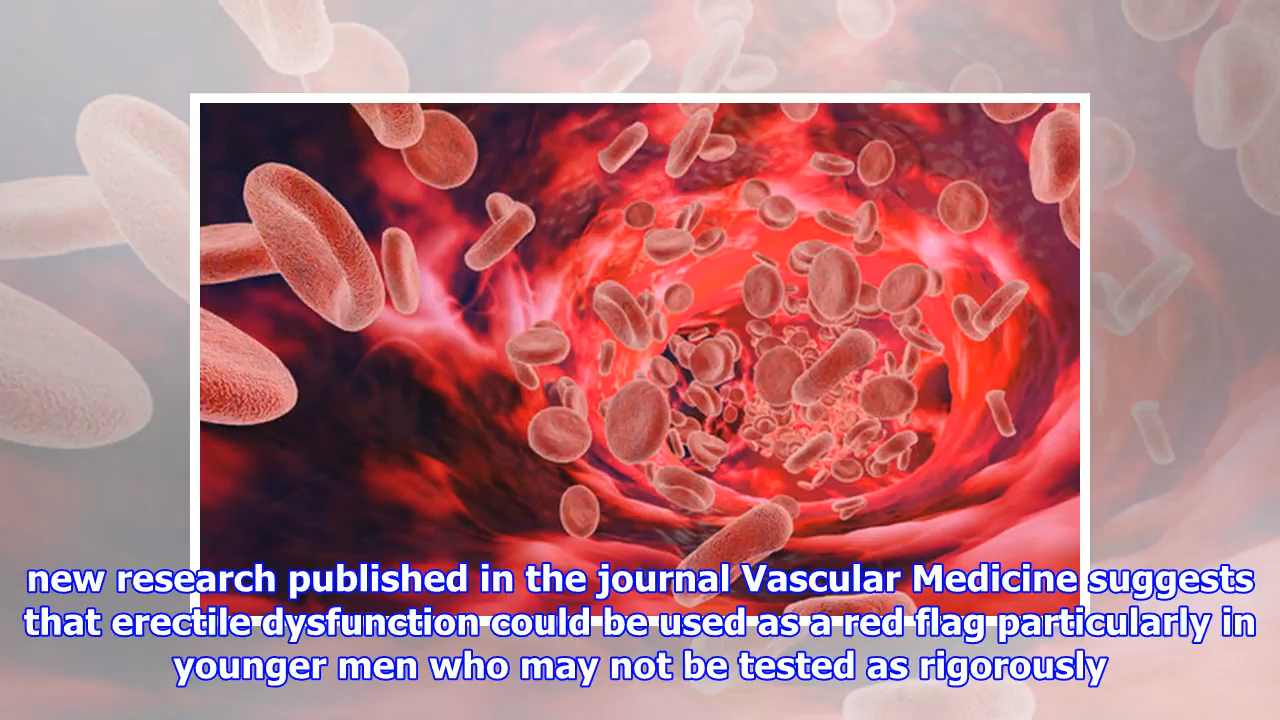 new research published in the journal Vascular Medicine suggests
that erectile dysfunction could be used as a red flag particularly in
younger men who may not be tested as rigorously